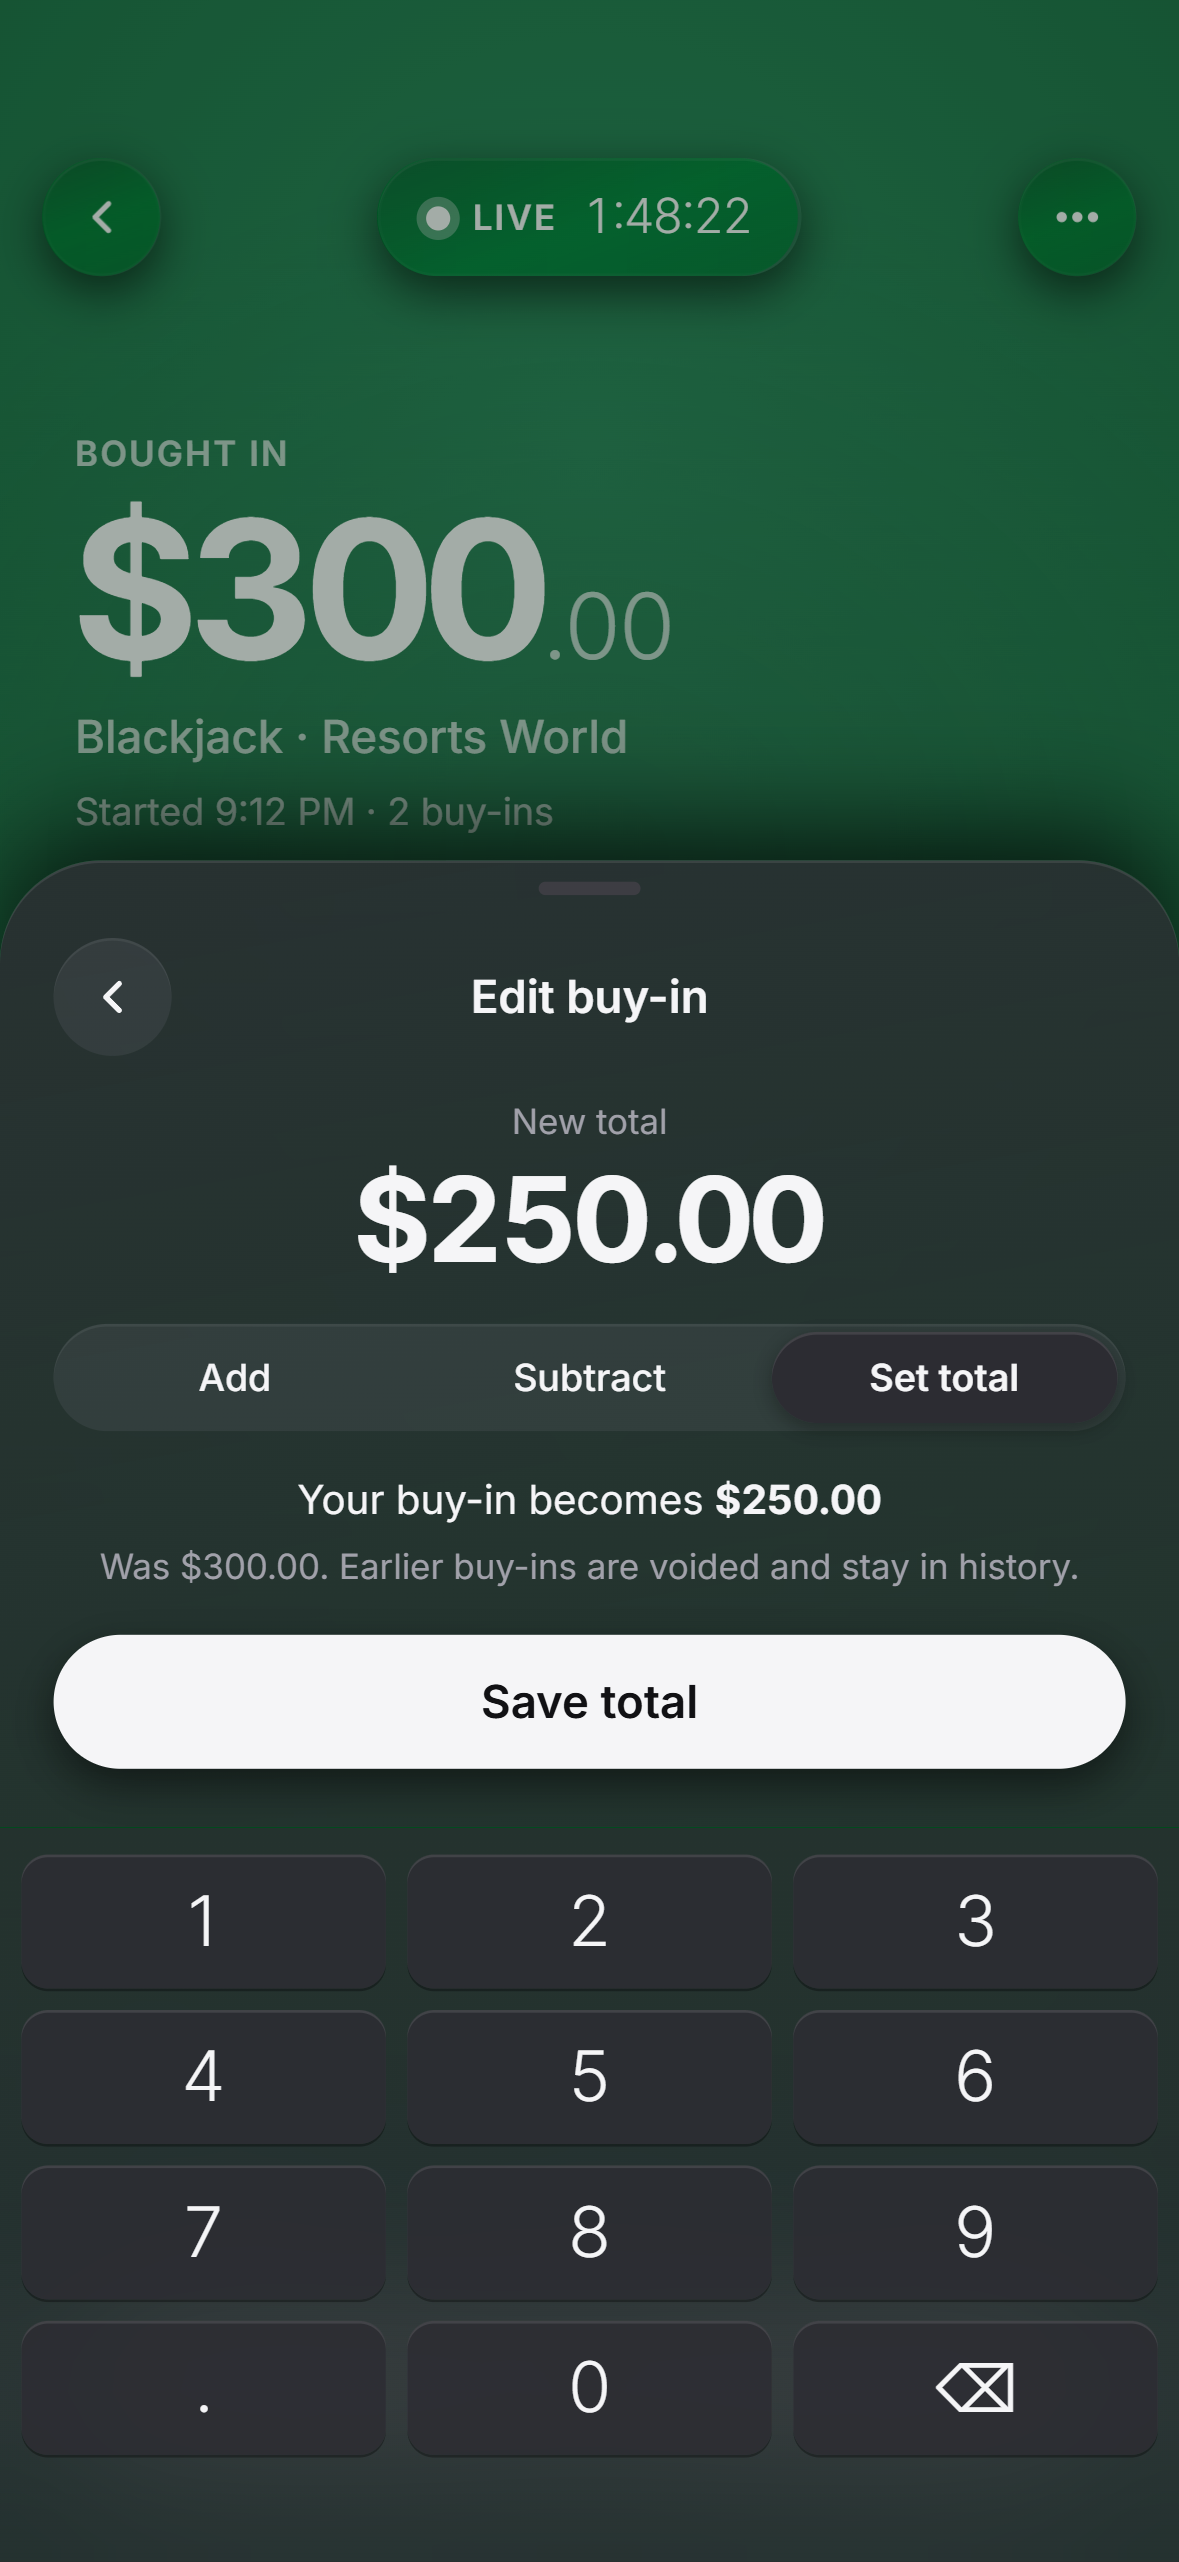 LIVE 1:48:22
BOUGHT IN
$300.00
Blackjack · Resorts World
Started 9:12 PM · 2 buy-ins
Edit buy-in
New total
$250.00
Add Subtract Set total
Your buy-in becomes $250.00
Was $300.00. Earlier buy-ins are voided and stay in history.
Save total
1 2 3
4 5 6
7 8 9
. 0